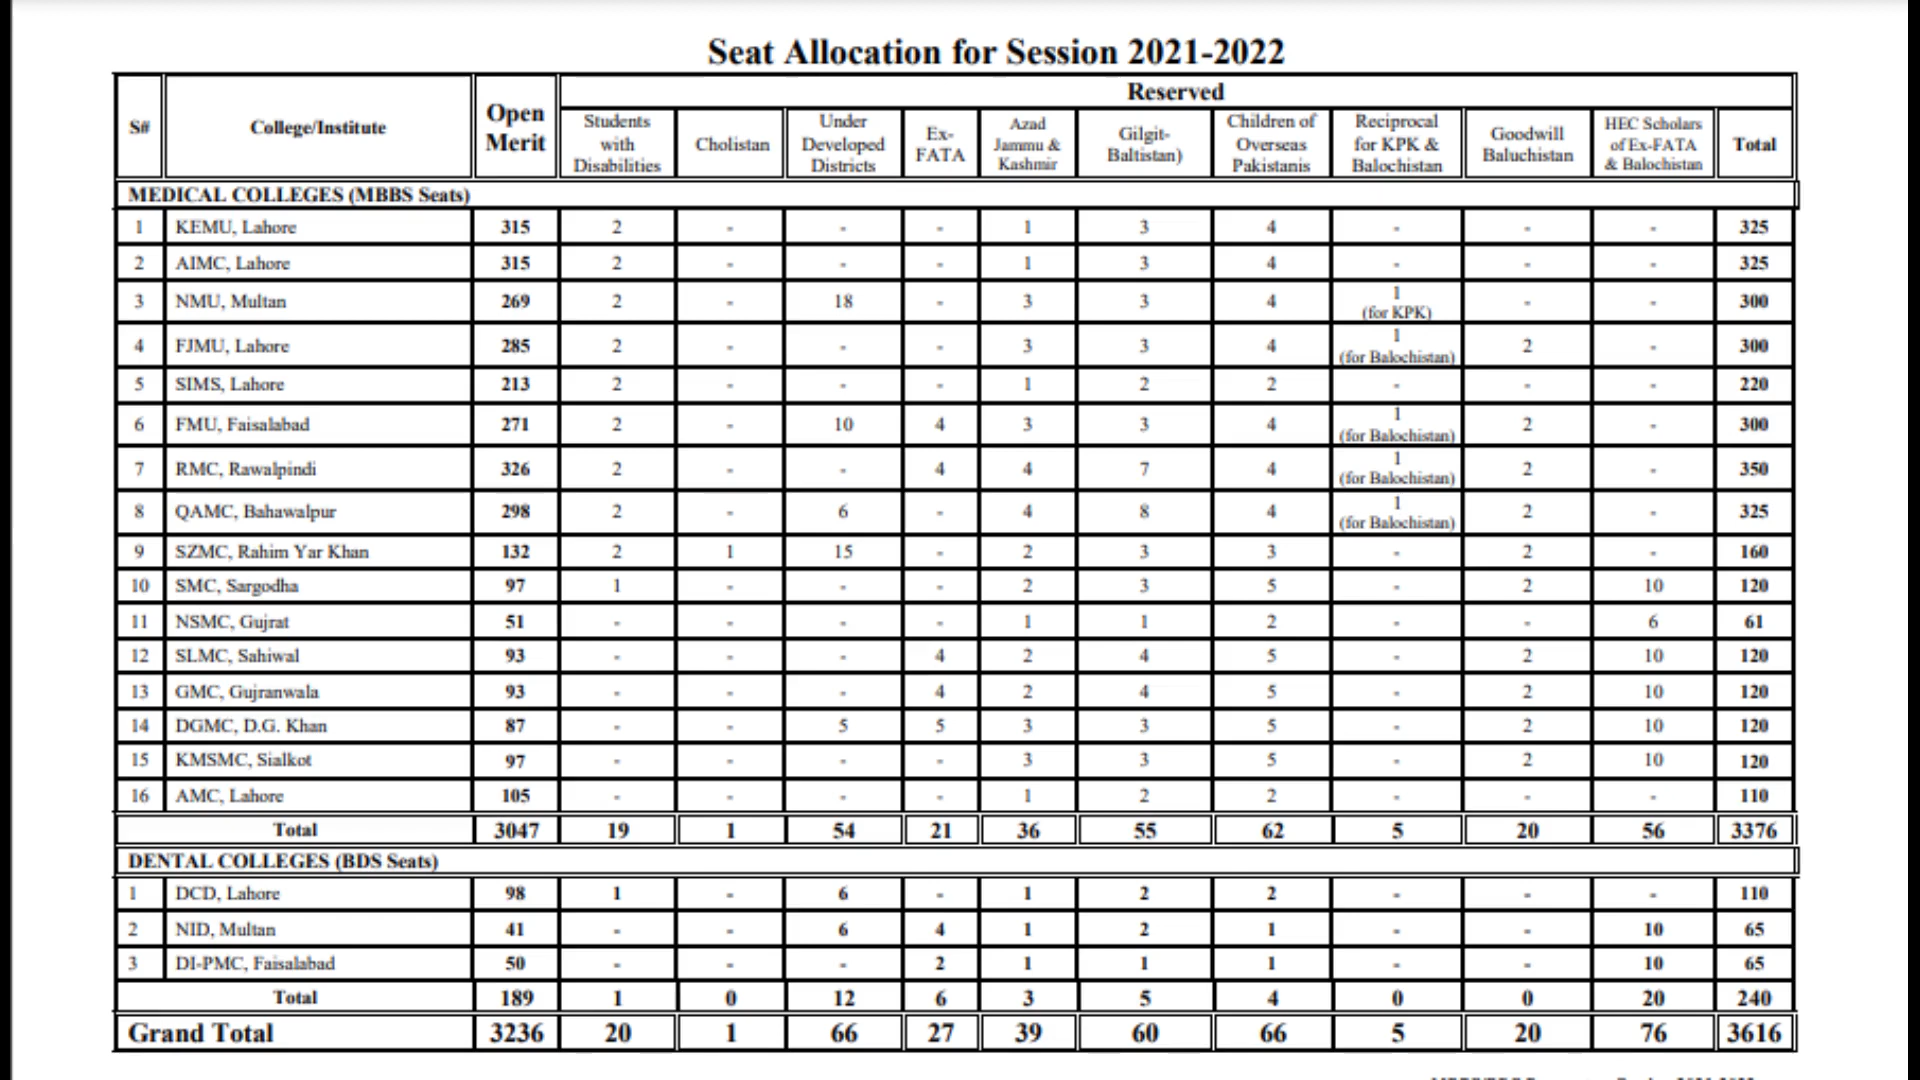 Seat Allocation for Session 2021-2022
S# College/Institute Open Merit Reserved
Students with Disabilities Cholistan Under Developed Districts Ex-FATA Azad Jammu & Kashmir Gilgit-Baltistan) Children of Overseas Pakistanis Reciprocal for KPK & Balochistan Goodwill Baluchistan HEC Scholars of Ex-FATA & Balochistan Total
MEDICAL COLLEGES (MBBS Seats)
1 KEMU, Lahore 315 2 - - - 1 3 4 - - - 325
2 AIMC, Lahore 315 2 - - - 1 3 4 - - - 325
3 NMU, Multan 269 2 - 18 - 3 3 4 1 (for KPK) - - 300
4 FJMU, Lahore 285 2 - - - 3 3 4 1 (for Balochistan) 2 - 300
5 SIMS, Lahore 213 2 - - - 1 2 2 - - - 220
6 FMU, Faisalabad 271 2 - 10 4 3 3 4 1 (for Balochistan) 2 - 300
7 RMC, Rawalpindi 326 2 - - 4 4 7 4 1 (for Balochistan) 2 - 350
8 QAMC, Bahawalpur 298 2 - 6 - 4 8 4 1 (for Balochistan) 2 - 325
9 SZMC, Rahim Yar Khan 132 2 1 15 - 2 3 3 - 2 - 160
10 SMC, Sargodha 97 1 - - - 2 3 5 - 2 10 120
11 NSMC, Gujrat 51 - - - - 1 1 2 - - 6 61
12 SLMC, Sahiwal 93 - - - 4 2 4 5 - 2 10 120
13 GMC, Gujranwala 93 - - - 4 2 4 5 - 2 10 120
14 DGMC, D.G. Khan 87 - - 5 5 3 3 5 - 2 10 120
15 KMSMC, Sialkot 97 - - - - 3 3 5 - 2 10 120
16 AMC, Lahore 105 - - - - 1 2 2 - - - 110
Total 3047 19 1 54 21 36 55 62 5 20 56 3376
DENTAL COLLEGES (BDS Seats)
1 DCD, Lahore 98 1 - 6 - 1 2 2 - - - 110
2 NID, Multan 41 - - 6 4 1 2 1 - - 10 65
3 DI-PMC, Faisalabad 50 - - - 2 1 1 1 - - 10 65
Total 189 1 0 12 6 3 5 4 0 0 20 240
Grand Total 3236 20 1 66 27 39 60 66 5 20 76 3616